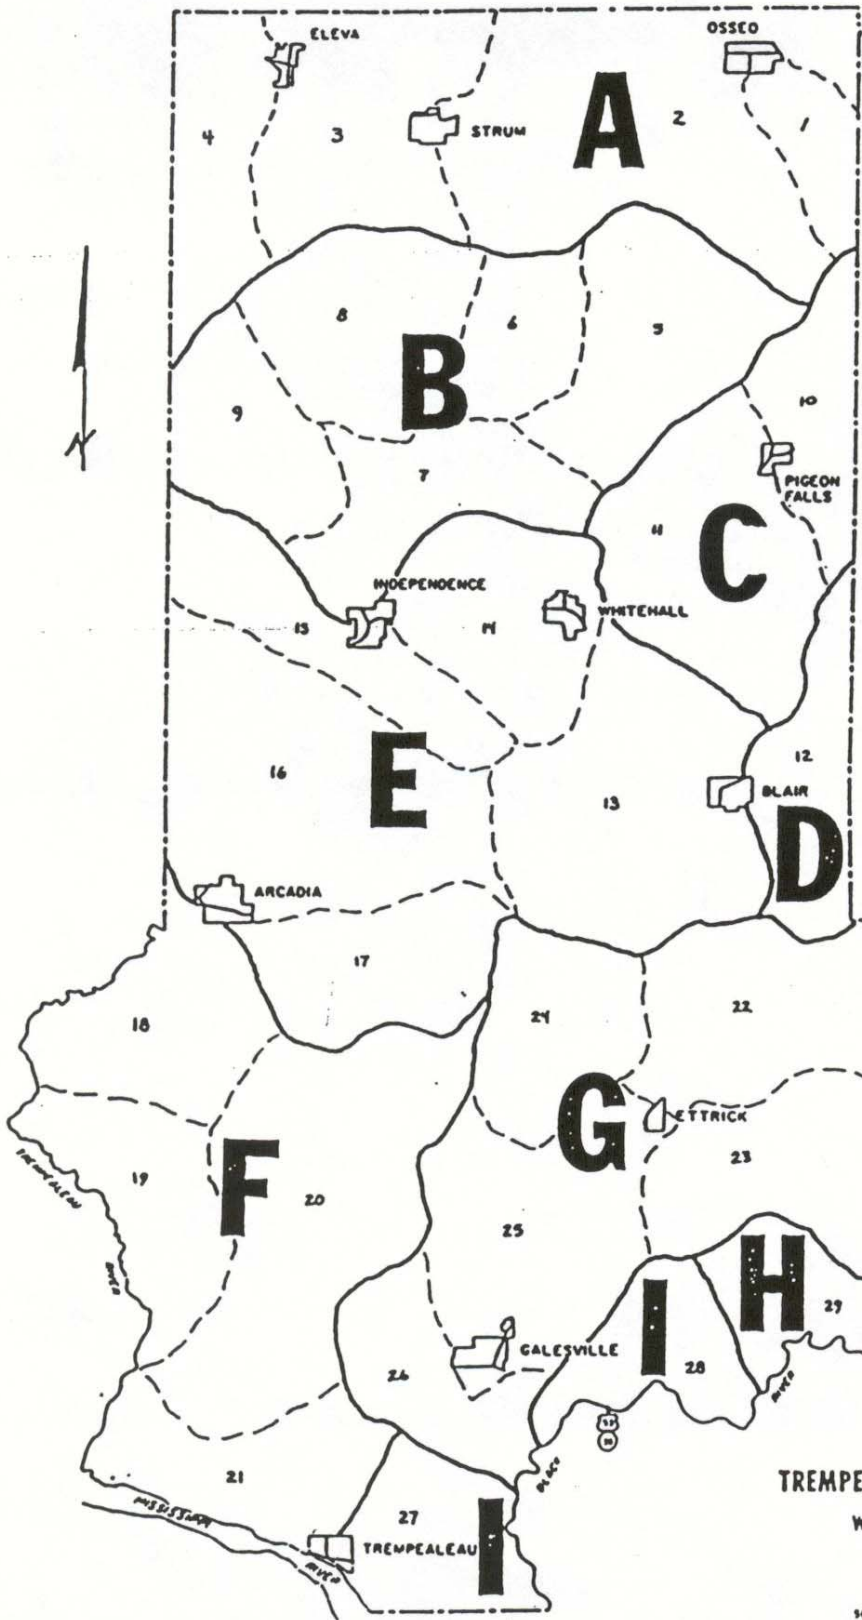 ELEVA
OSSEO
4
3
STRUM
A
2
1
8
6
5
B
9
10
7
PIGEON
FALLS
11
C
INDEPENDENCE
WHITEHALL
15
14
E
16
12
13
BLAIR
D
ARCADIA
17
18
24
22
G
ETTRICK
TREMPEALEAU
RIVER
19
F
20
23
25
H
I
29
GALESVILLE
28
26
RIVER
BLACK
TREMPE
W
21
MISSISSIPPI
RIVER
27
TREMPEALEAU
I